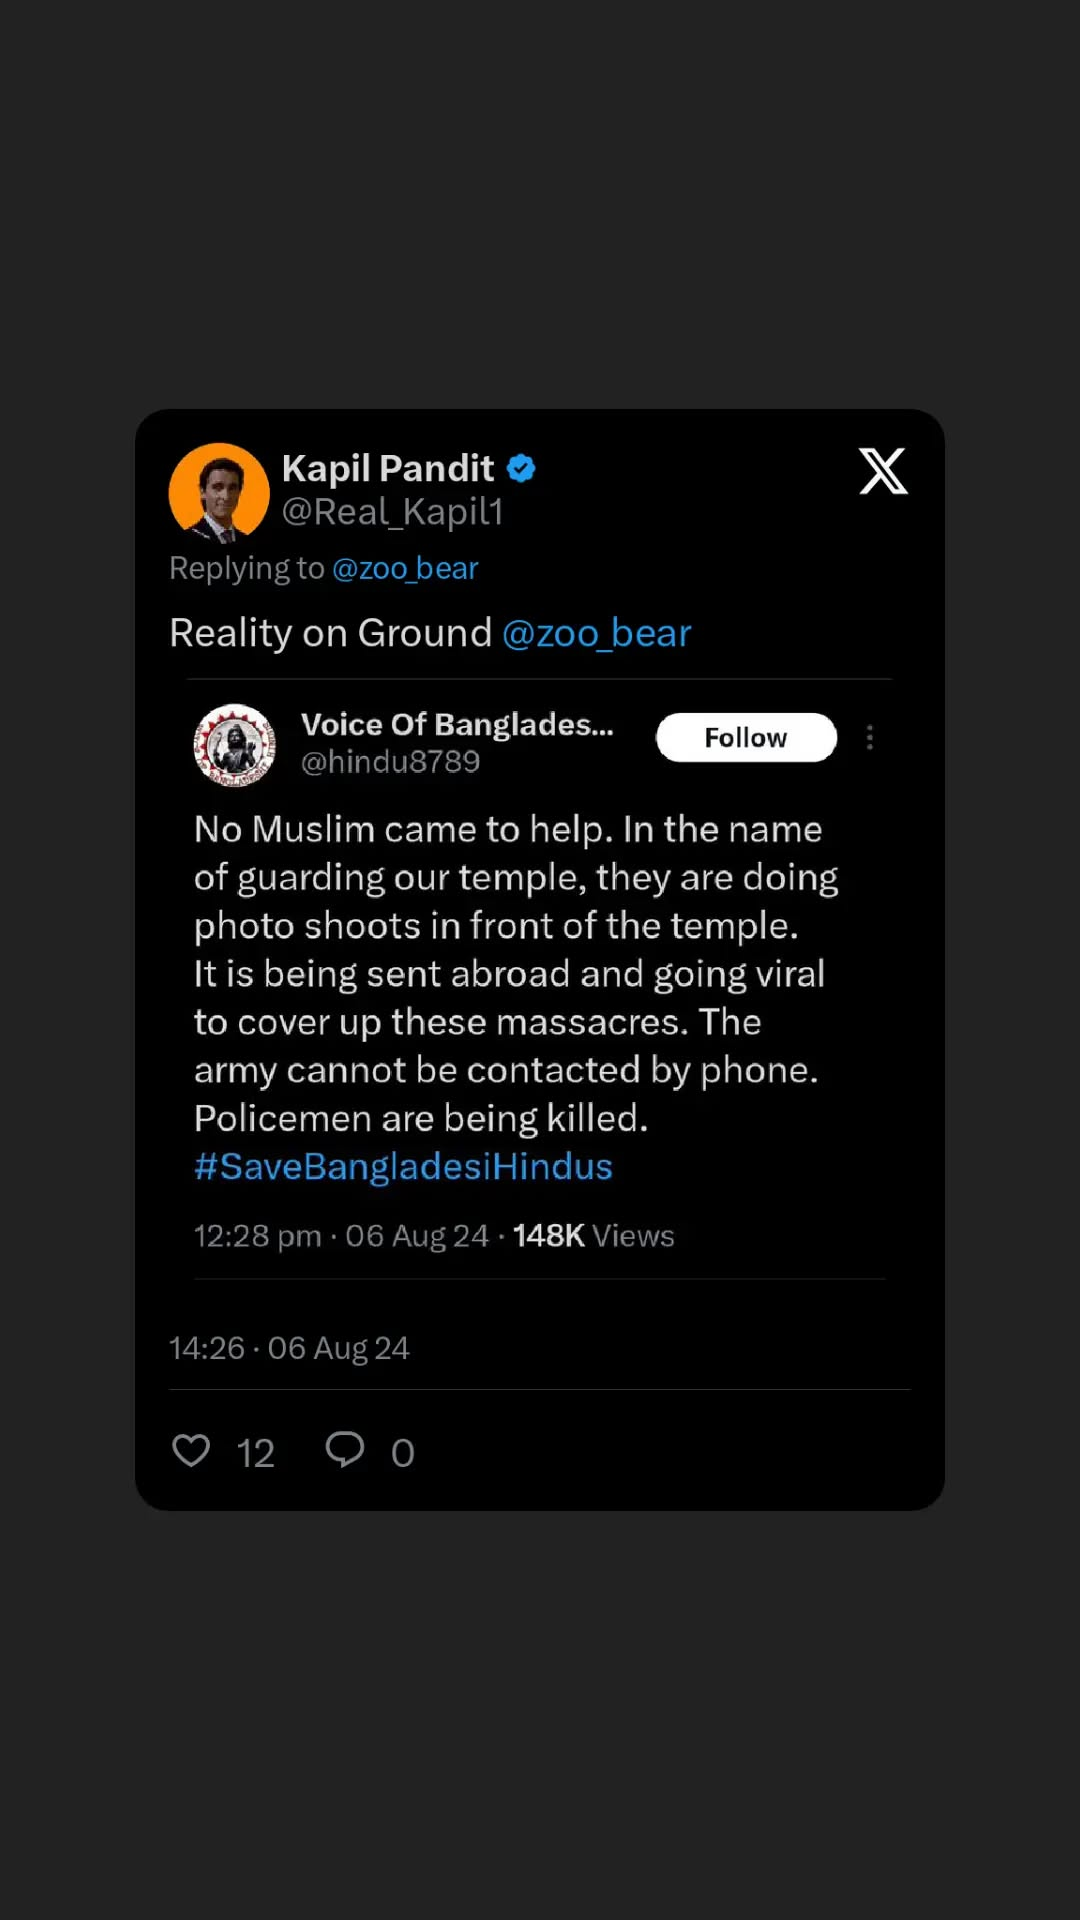 Kapil Pandit
@Real_Kapil1
Replying to @zoo_bear
Reality on Ground @zoo_bear
Voice Of Banglades...
@hindu8789
Follow
No Muslim came to help. In the name
of guarding our temple, they are doing
photo shoots in front of the temple.
It is being sent abroad and going viral
to cover up these massacres. The
army cannot be contacted by phone.
Policemen are being killed.
#SaveBangladesiHindus
12:28 pm · 06 Aug 24 · 148K Views
14:26 · 06 Aug 24
12 0